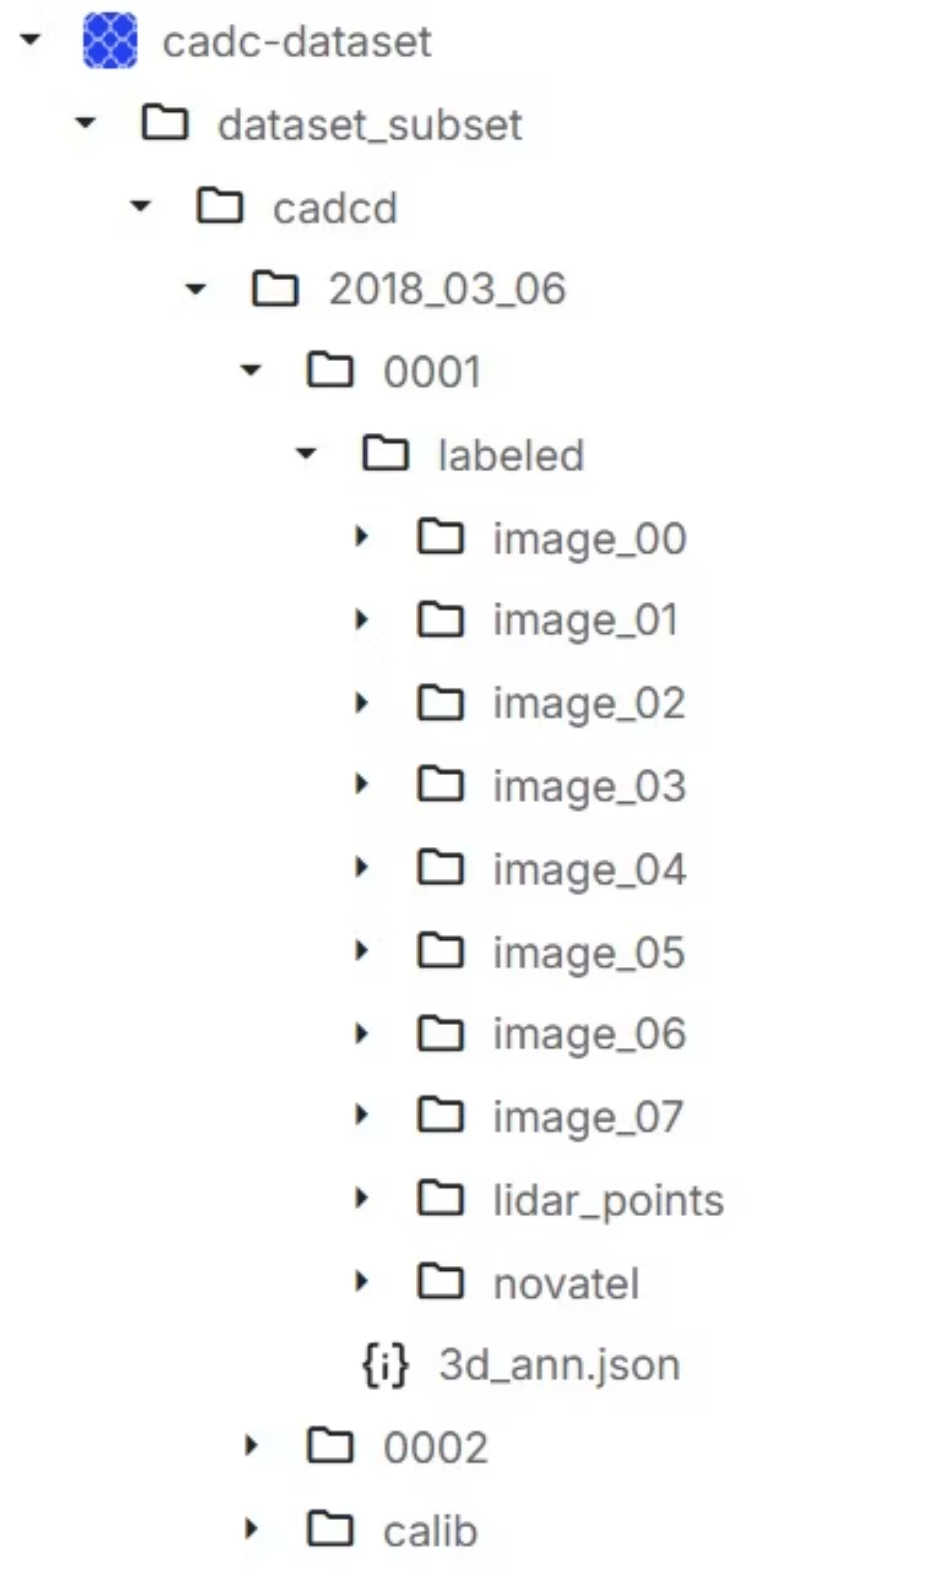 cadc-dataset
dataset_subset
cadcd
2018_03_06
0001
labeled
image_00
image_01
image_02
image_03
image_04
image_05
image_06
image_07
lidar_points
novatel
{i} 3d_ann.json
0002
calib